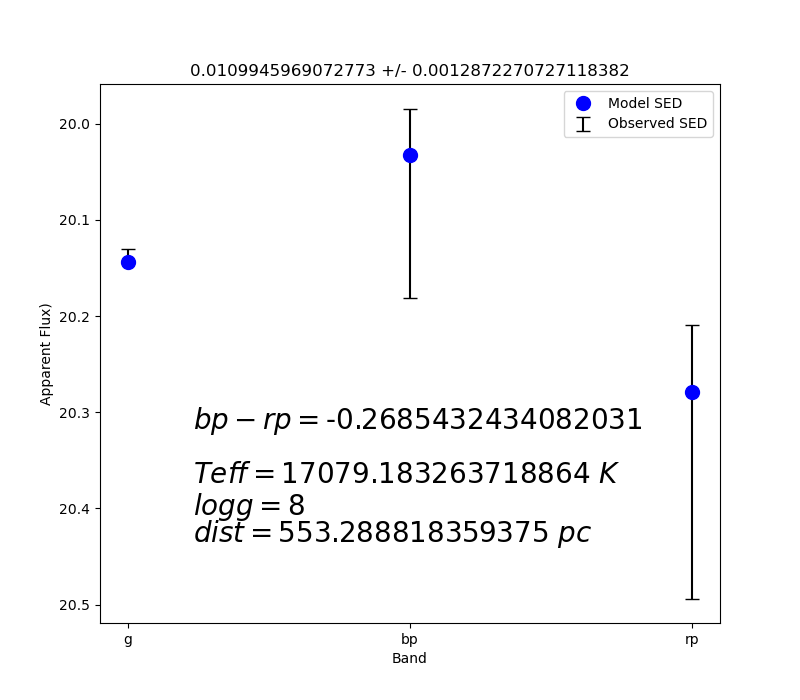 0.0109945969072773 +/- 0.0012872270727118382
Model SED
Observed SED
20.0
20.1
20.2
20.3
20.4
20.5
Apparent Flux)
bp − rp = -0.2685432434082031
Teff = 17079.183263718864 K
logg = 8
dist = 553.288818359375 pc
g
bp
rp
Band